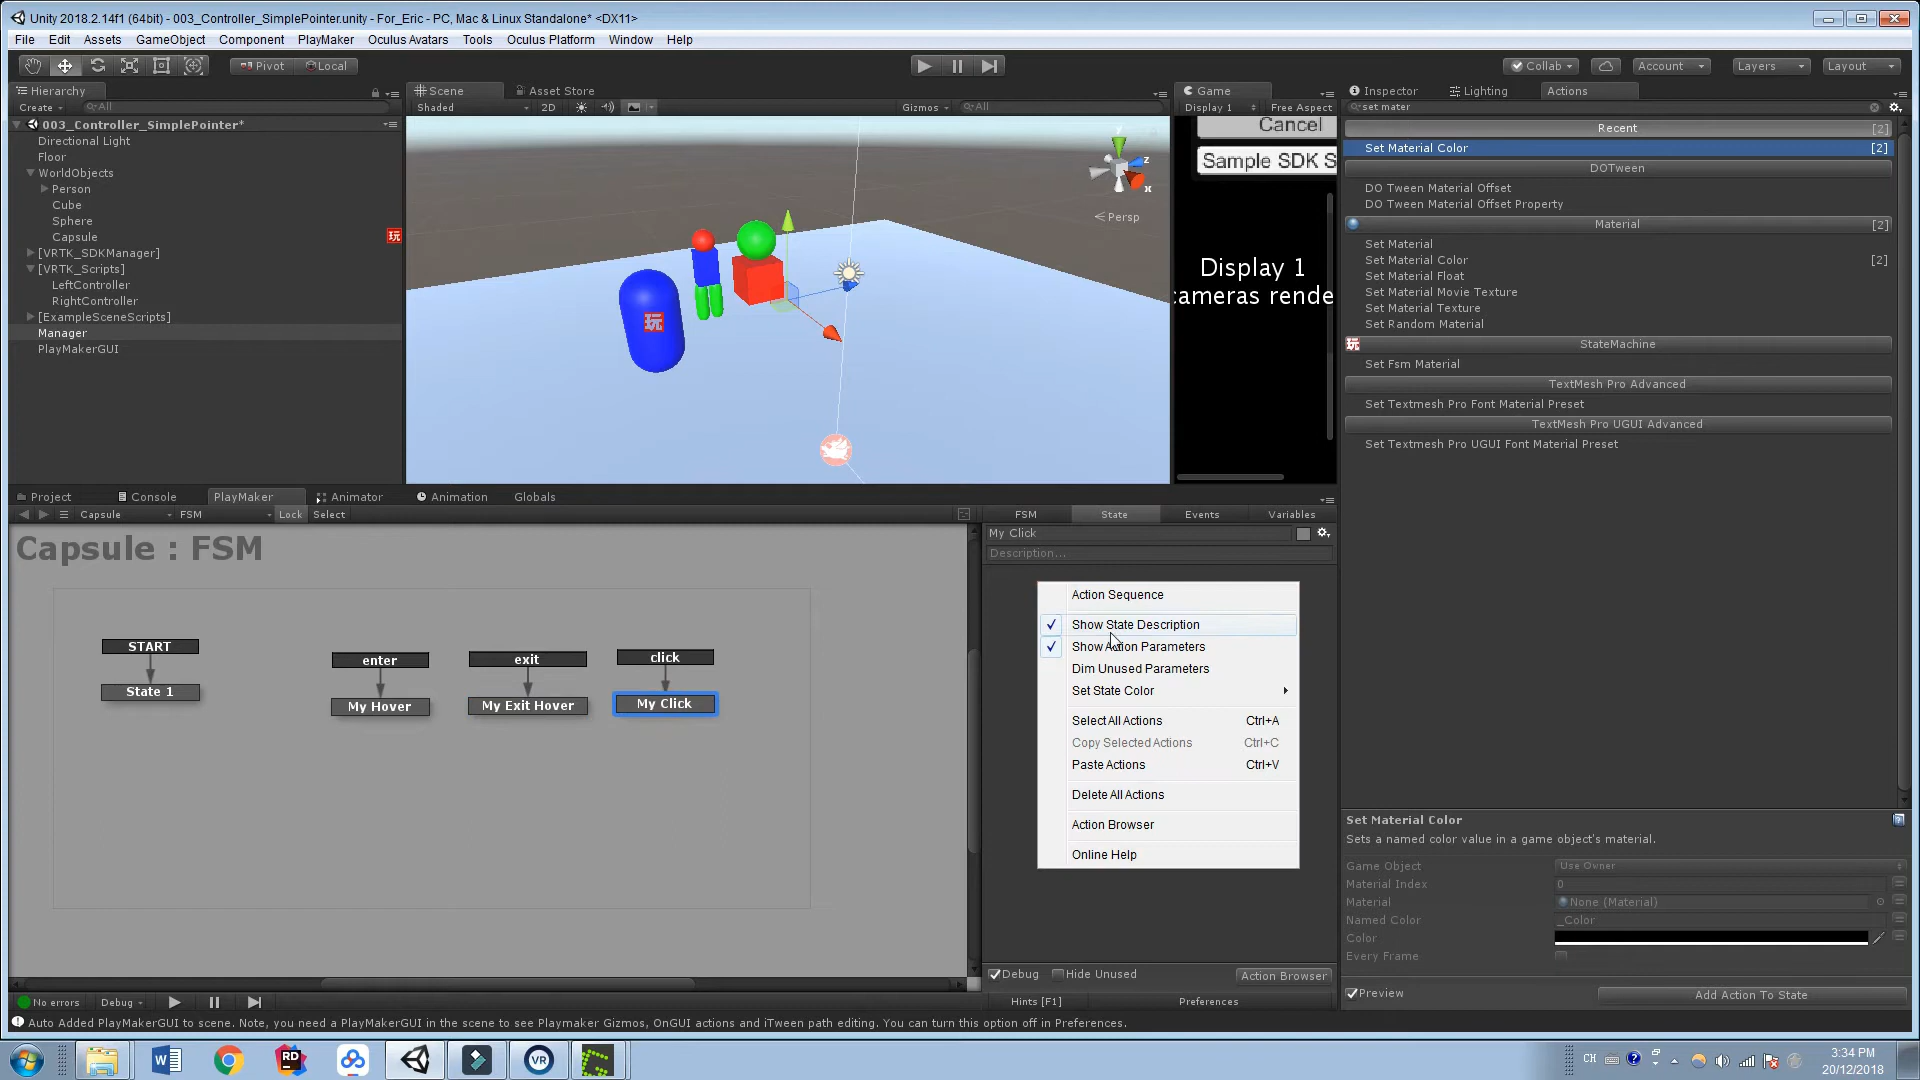 Unity 2018.2.14f1 (64bit) - 003_Controller_SimplePointer.unity - For_Eric - PC, Mac & Linux Standalone* <DX11>
File Edit Assets GameObject Component PlayMaker Oculus Avatars Tools Oculus Platform Window Help
Pivot Local Collab Account Layers Layout
Hierarchy Scene Asset Store Game Inspector Lighting Actions
Create All Shaded 2D Gizmos All Display 1 Free Aspect set mater
003_Controller_SimplePointer*
Directional Light
Floor
WorldObjects
Person
Cube
Sphere
Capsule
[VRTK_SDKManager]
[VRTK_Scripts]
LeftController
RightController
[ExampleSceneScripts]
Manager
PlayMakerGUI
y
z
x
Persp
玩
玩
Cancel
Sample SDK S
Display 1
cameras rende
Recent [2]
Set Material Color [2]
DOTween
DO Tween Material Offset
DO Tween Material Offset Property
Material [2]
Set Material
Set Material Color [2]
Set Material Float
Set Material Movie Texture
Set Material Texture
Set Random Material
玩 StateMachine
Set Fsm Material
TextMesh Pro Advanced
Set Textmesh Pro Font Material Preset
TextMesh Pro UGUI Advanced
Set Textmesh Pro UGUI Font Material Preset
Project Console PlayMaker Animator Animation Globals
Capsule FSM Lock Select
FSM State Events Variables
Capsule : FSM
START
State 1
enter
My Hover
exit
My Exit Hover
click
My Click
My Click
Description...
Action Sequence
Show State Description
Show Action Parameters
Dim Unused Parameters
Set State Color
Select All Actions Ctrl+A
Copy Selected Actions Ctrl+C
Paste Actions Ctrl+V
Delete All Actions
Action Browser
Online Help
Debug Hide Unused Action Browser
Hints [F1] Preferences
Set Material Color
Sets a named color value in a game object's material.
Game Object Use Owner
Material Index 0
Material None (Material)
Named Color _Color
Color
Every Frame
Preview Add Action To State
No errors Debug
Auto Added PlayMakerGUI to scene. Note, you need a PlayMakerGUI in the scene to see Playmaker Gizmos, OnGUI actions and iTween path editing. You can turn this option off in Preferences.
W RD VR CH ?
3:34 PM
20/12/2018